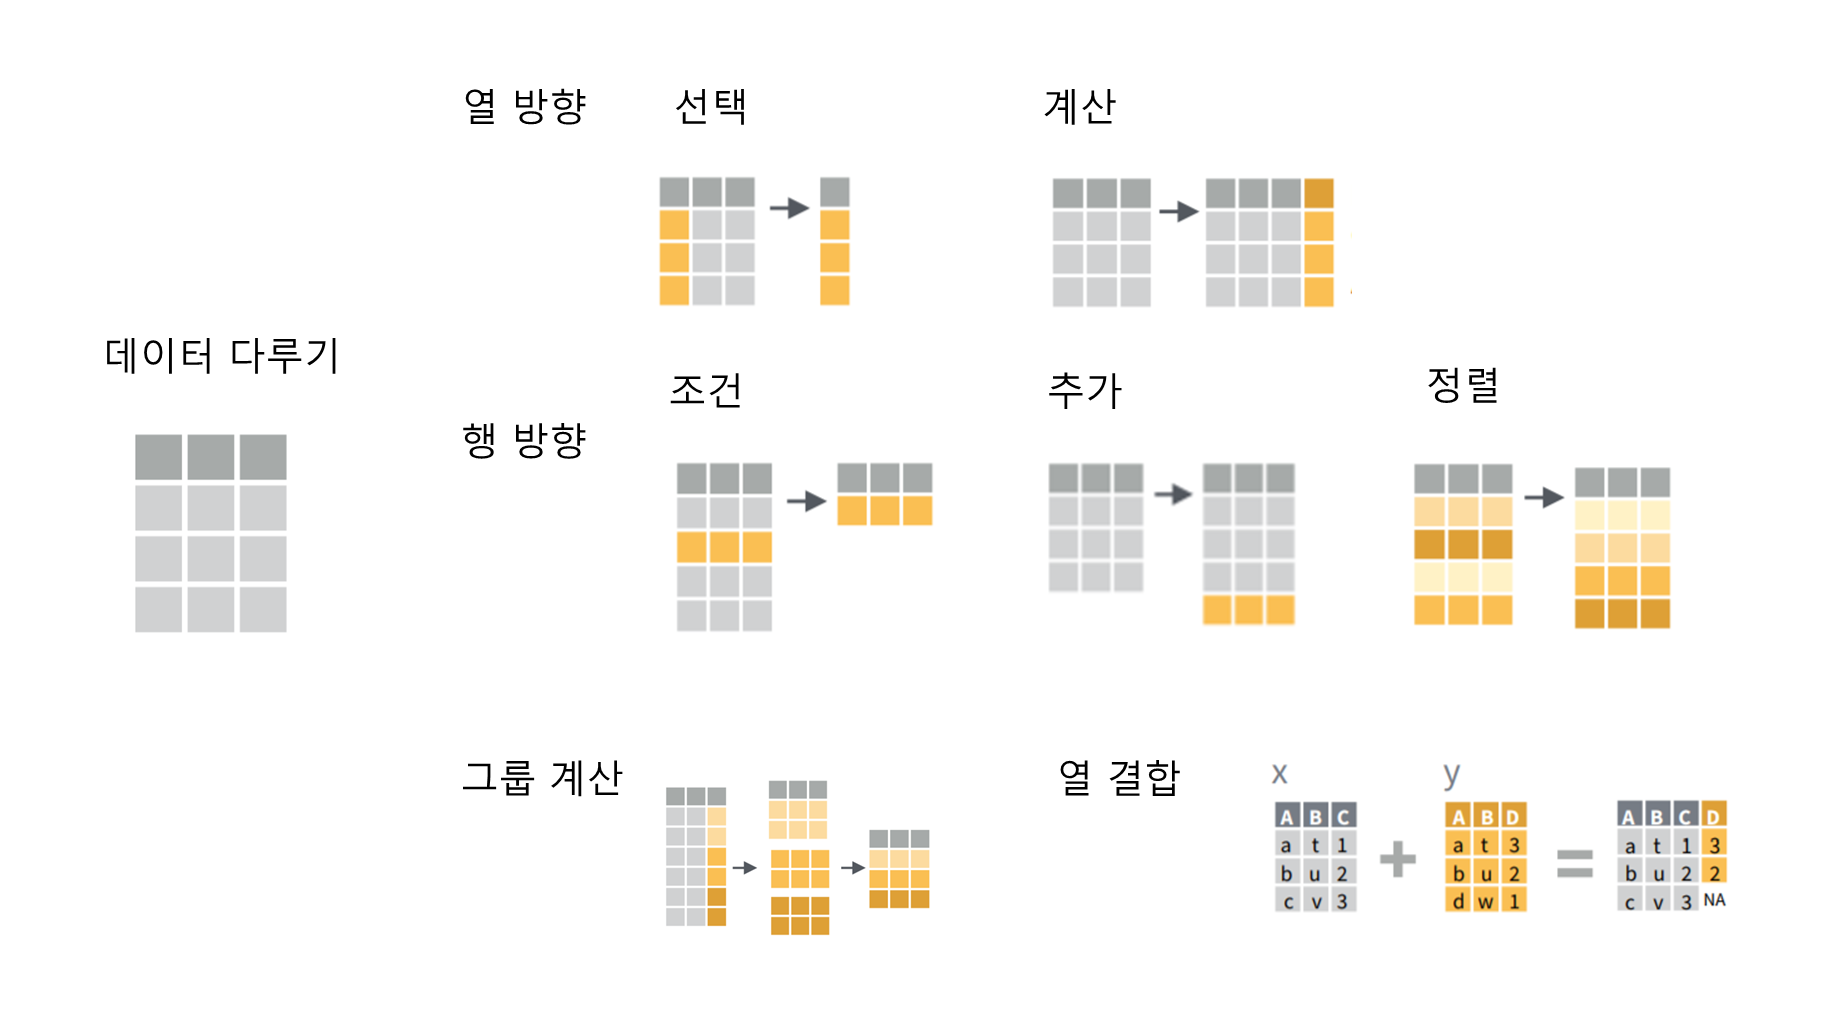 열 방향
선택
계산
데이터 다루기
행 방향
조건
추가
정렬
그룹 계산
열 결합
x
A B C
a t 1
b u 2
c v 3
+
y
A B D
a t 3
b u 2
d w 1
=
A B C D
a t 1 3
b u 2 2
c v 3 NA